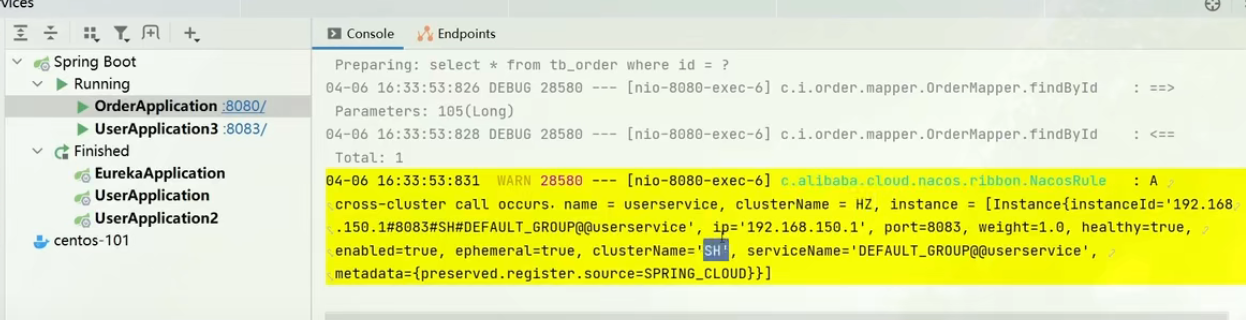 vices
Spring Boot
Running
OrderApplication :8080/
UserApplication3 :8083/
Finished
EurekaApplication
UserApplication
UserApplication2
centos-101
Console
Endpoints
Preparing: select * from tb_order where id = ?
04-06 16:33:53:826 DEBUG 28580 --- [nio-8080-exec-6] c.i.order.mapper.OrderMapper.findById : ==>
Parameters: 105(Long)
04-06 16:33:53:828 DEBUG 28580 --- [nio-8080-exec-6] c.i.order.mapper.OrderMapper.findById : <==
Total: 1
04-06 16:33:53:831 WARN 28580 --- [nio-8080-exec-6] c.alibaba.cloud.nacos.ribbon.NacosRule : A
cross-cluster call occurs. name = userservice, clusterName = HZ, instance = [Instance{instanceId='192.168
.150.1#8083#SH#DEFAULT_GROUP@@userservice', ip='192.168.150.1', port=8083, weight=1.0, healthy=true,
enabled=true, ephemeral=true, clusterName='SH', serviceName='DEFAULT_GROUP@@userservice',
metadata={preserved.register.source=SPRING_CLOUD}}]